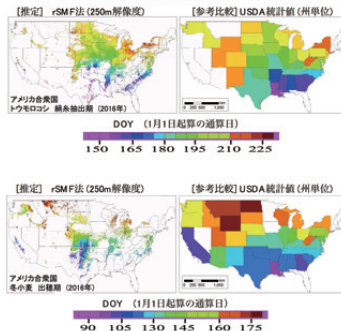 [推定] rSMF法(250m解像度)
[参考比較] USDA統計値(州単位)
アメリカ合衆国
トウモロコシ 絹糸抽出期 (2016年)
DOY (1月1日起算の通算日)
150 165 180 195 210 225
[推定] rSMF法(250m解像度)
[参考比較] USDA統計値(州単位)
アメリカ合衆国
冬小麦 出穂期 (2016年)
DOY (1月1日起算の通算日)
90 105 130 145 160 175